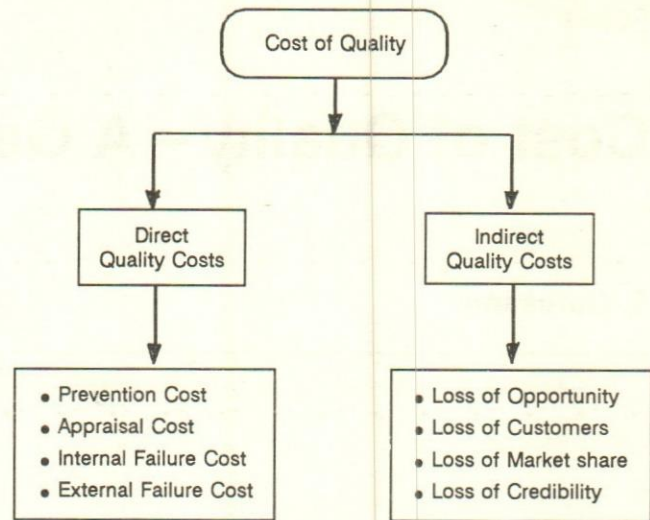 Cost of Quality
Direct
Quality Costs
Indirect
Quality Costs
• Prevention Cost
• Appraisal Cost
• Internal Failure Cost
• External Failure Cost
• Loss of Opportunity
• Loss of Customers
• Loss of Market share
• Loss of Credibility